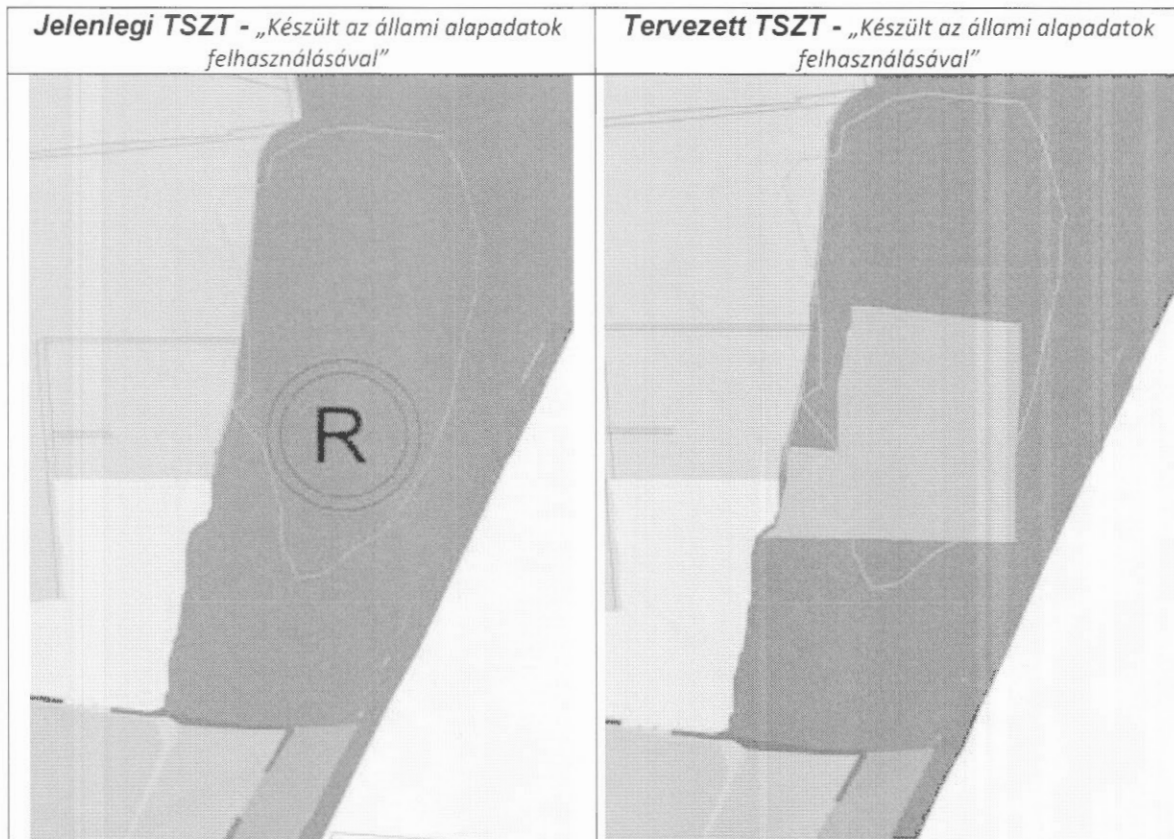 Jelenlegi TSZT - „Készült az állami alapadatok
felhasználásával”
Tervezett TSZT - „Készült az állami alapadatok
felhasználásával”
R